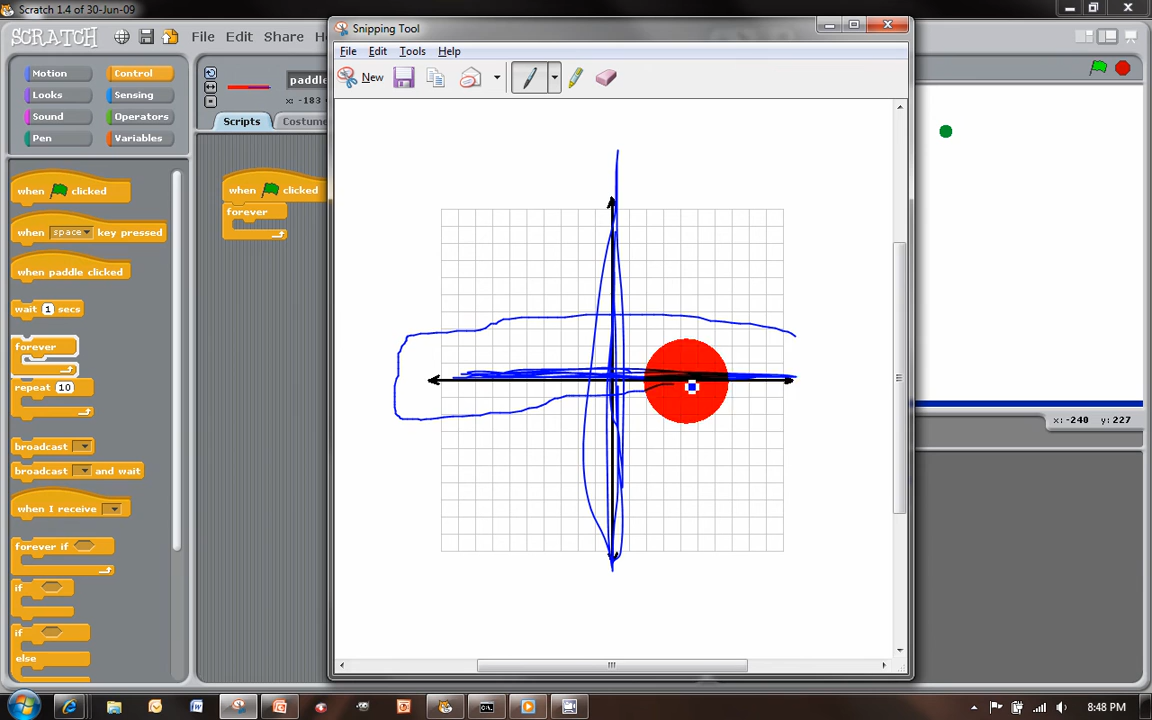 Scratch 1.4 of 30-Jun-09
SCRATCH File Edit Share H
Snipping Tool
File Edit Tools Help
New
Motion Control
Looks Sensing
Sound Operators
Pen Variables
paddle
x: -183
Scripts Costume
when clicked
when space key pressed
when paddle clicked
wait 1 secs
forever
repeat 10
broadcast
broadcast and wait
when I receive
forever if
if
if
else
when clicked
forever
x: -240 y: 227
8:48 PM